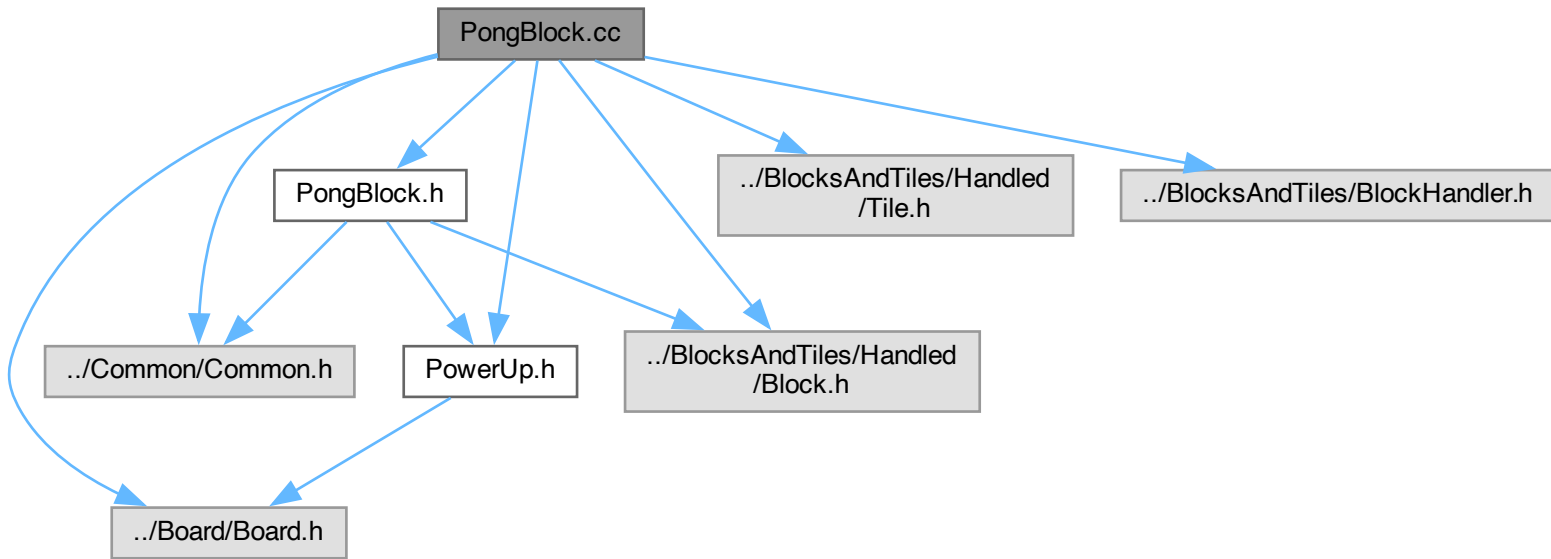 PongBlock.cc
PongBlock.h
../BlocksAndTiles/Handled
/Tile.h
../BlocksAndTiles/BlockHandler.h
../Common/Common.h
PowerUp.h
../BlocksAndTiles/Handled
/Block.h
../Board/Board.h